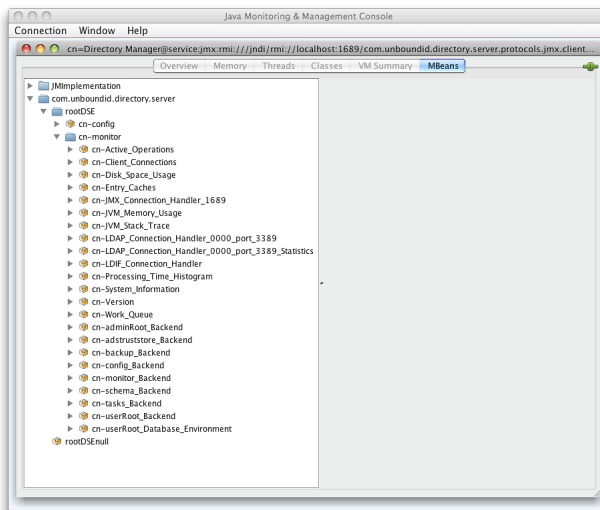 Java Monitoring & Management Console
Connection Window Help
cn=Directory Manager@service:jmx:rmi:///jndi/rmi://localhost:1689/com.unboundid.directory.server.protocols.jmx.client...
Overview Memory Threads Classes VM Summary MBeans
JMImplementation
com.unboundid.directory.server
rootDSE
cn-config
cn-monitor
cn-Active_Operations
cn-Client_Connections
cn-Disk_Space_Usage
cn-Entry_Caches
cn-JMX_Connection_Handler_1689
cn-JVM_Memory_Usage
cn-JVM_Stack_Trace
cn-LDAP_Connection_Handler_0000_port_3389
cn-LDAP_Connection_Handler_0000_port_3389_Statistics
cn-LDIF_Connection_Handler
cn-Processing_Time_Histogram
cn-System_Information
cn-Version
cn-Work_Queue
cn-adminRoot_Backend
cn-adstruststore_Backend
cn-backup_Backend
cn-config_Backend
cn-monitor_Backend
cn-schema_Backend
cn-tasks_Backend
cn-userRoot_Backend
cn-userRoot_Database_Environment
rootDSEnull